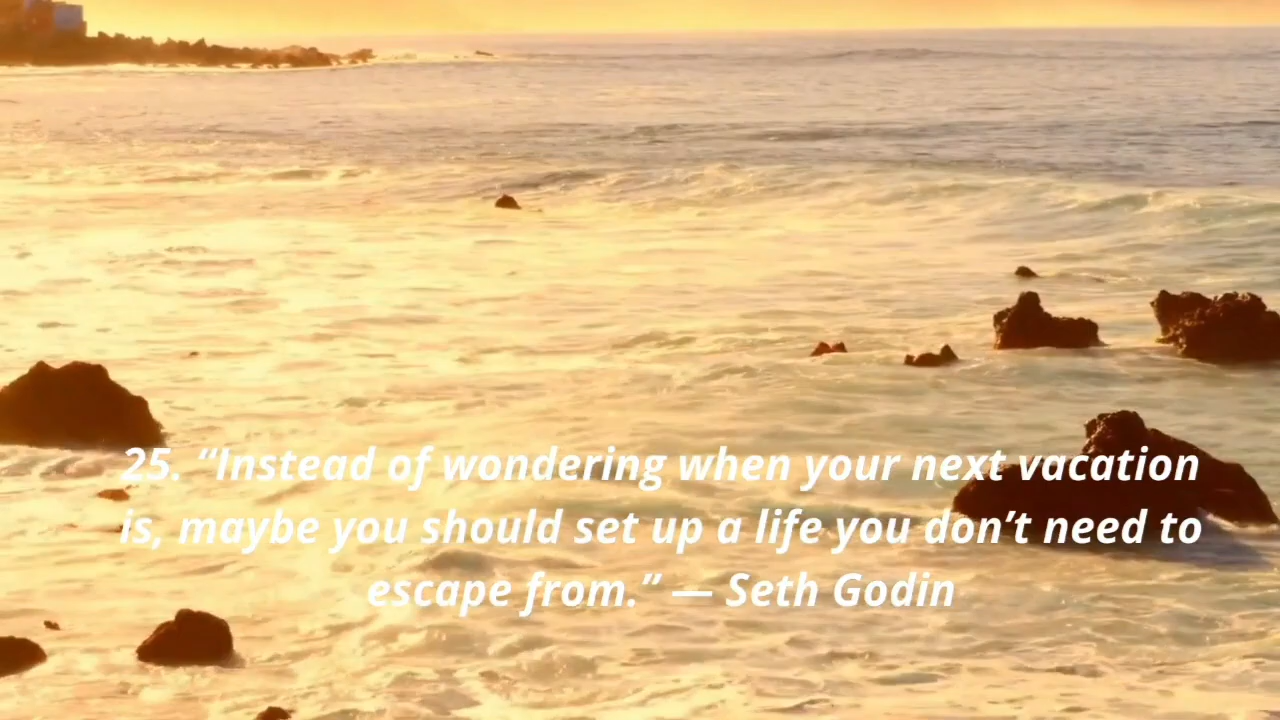 25. “Instead of wondering when your next vacation
is, maybe you should set up a life you don’t need to
escape from.” — Seth Godin